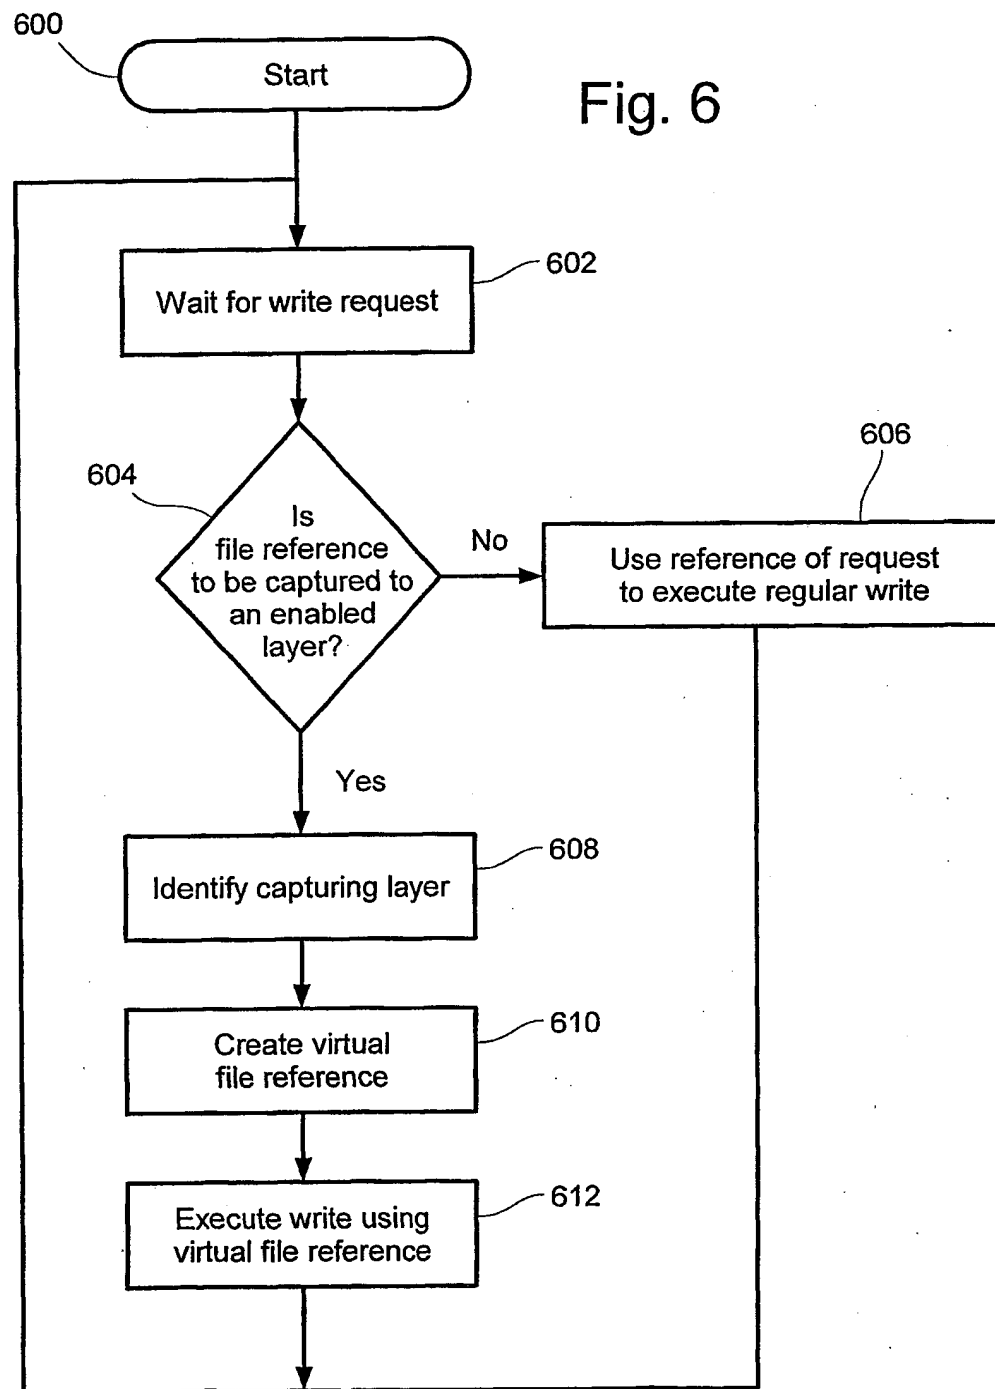 600
Start
Fig. 6
602
Wait for write request
604
606
Is
file reference
to be captured to
an enabled
layer?
No
Use reference of request
to execute regular write
Yes
608
Identify capturing layer
610
Create virtual
file reference
612
Execute write using
virtual file reference